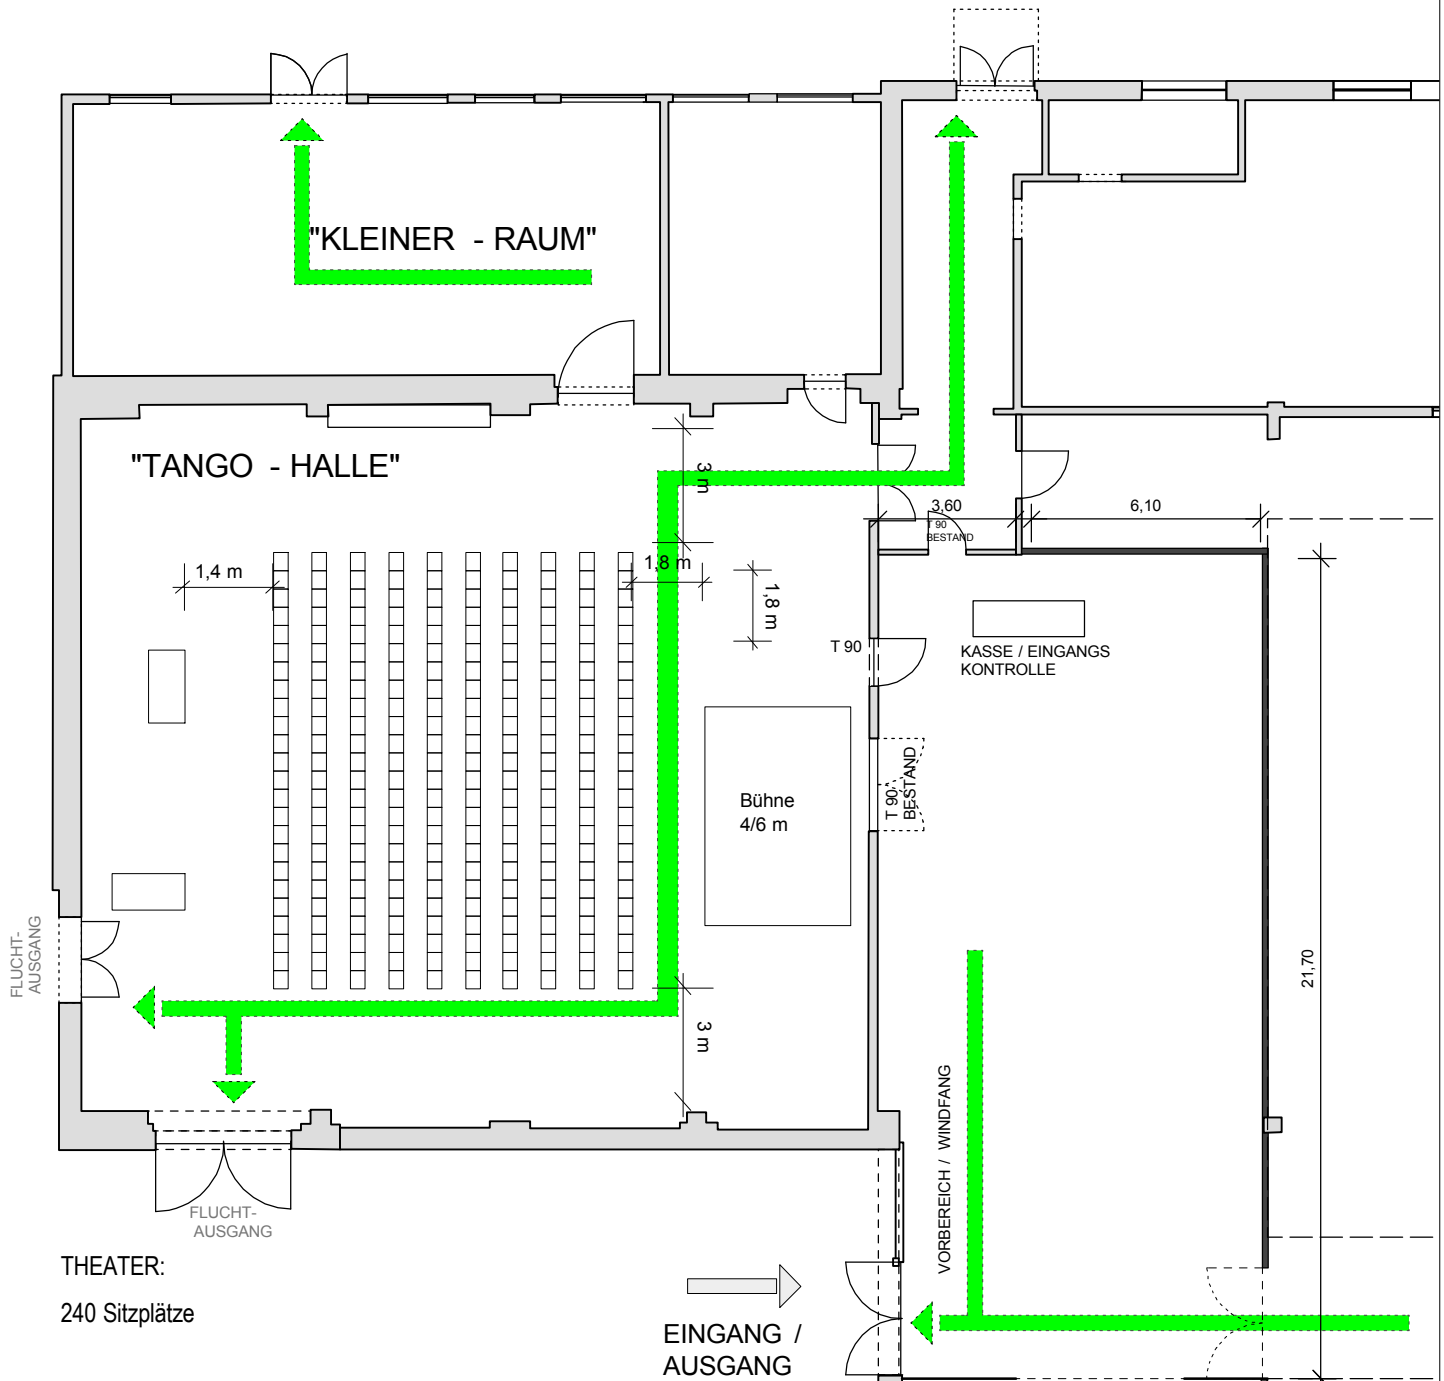 "KLEINER - RAUM"
"TANGO - HALLE"
3 m
3,60
6,10
T 90
BESTAND
1,4 m
1,8 m
1,8 m
T 90
KASSE / EINGANGS
KONTROLLE
Bühne
4/6 m
T 90
BESTAND
FLUCHT-
AUSGANG
21,70
3 m
VORBEREICH / WINDFANG
FLUCHT-
AUSGANG
THEATER:
240 Sitzplätze
EINGANG /
AUSGANG